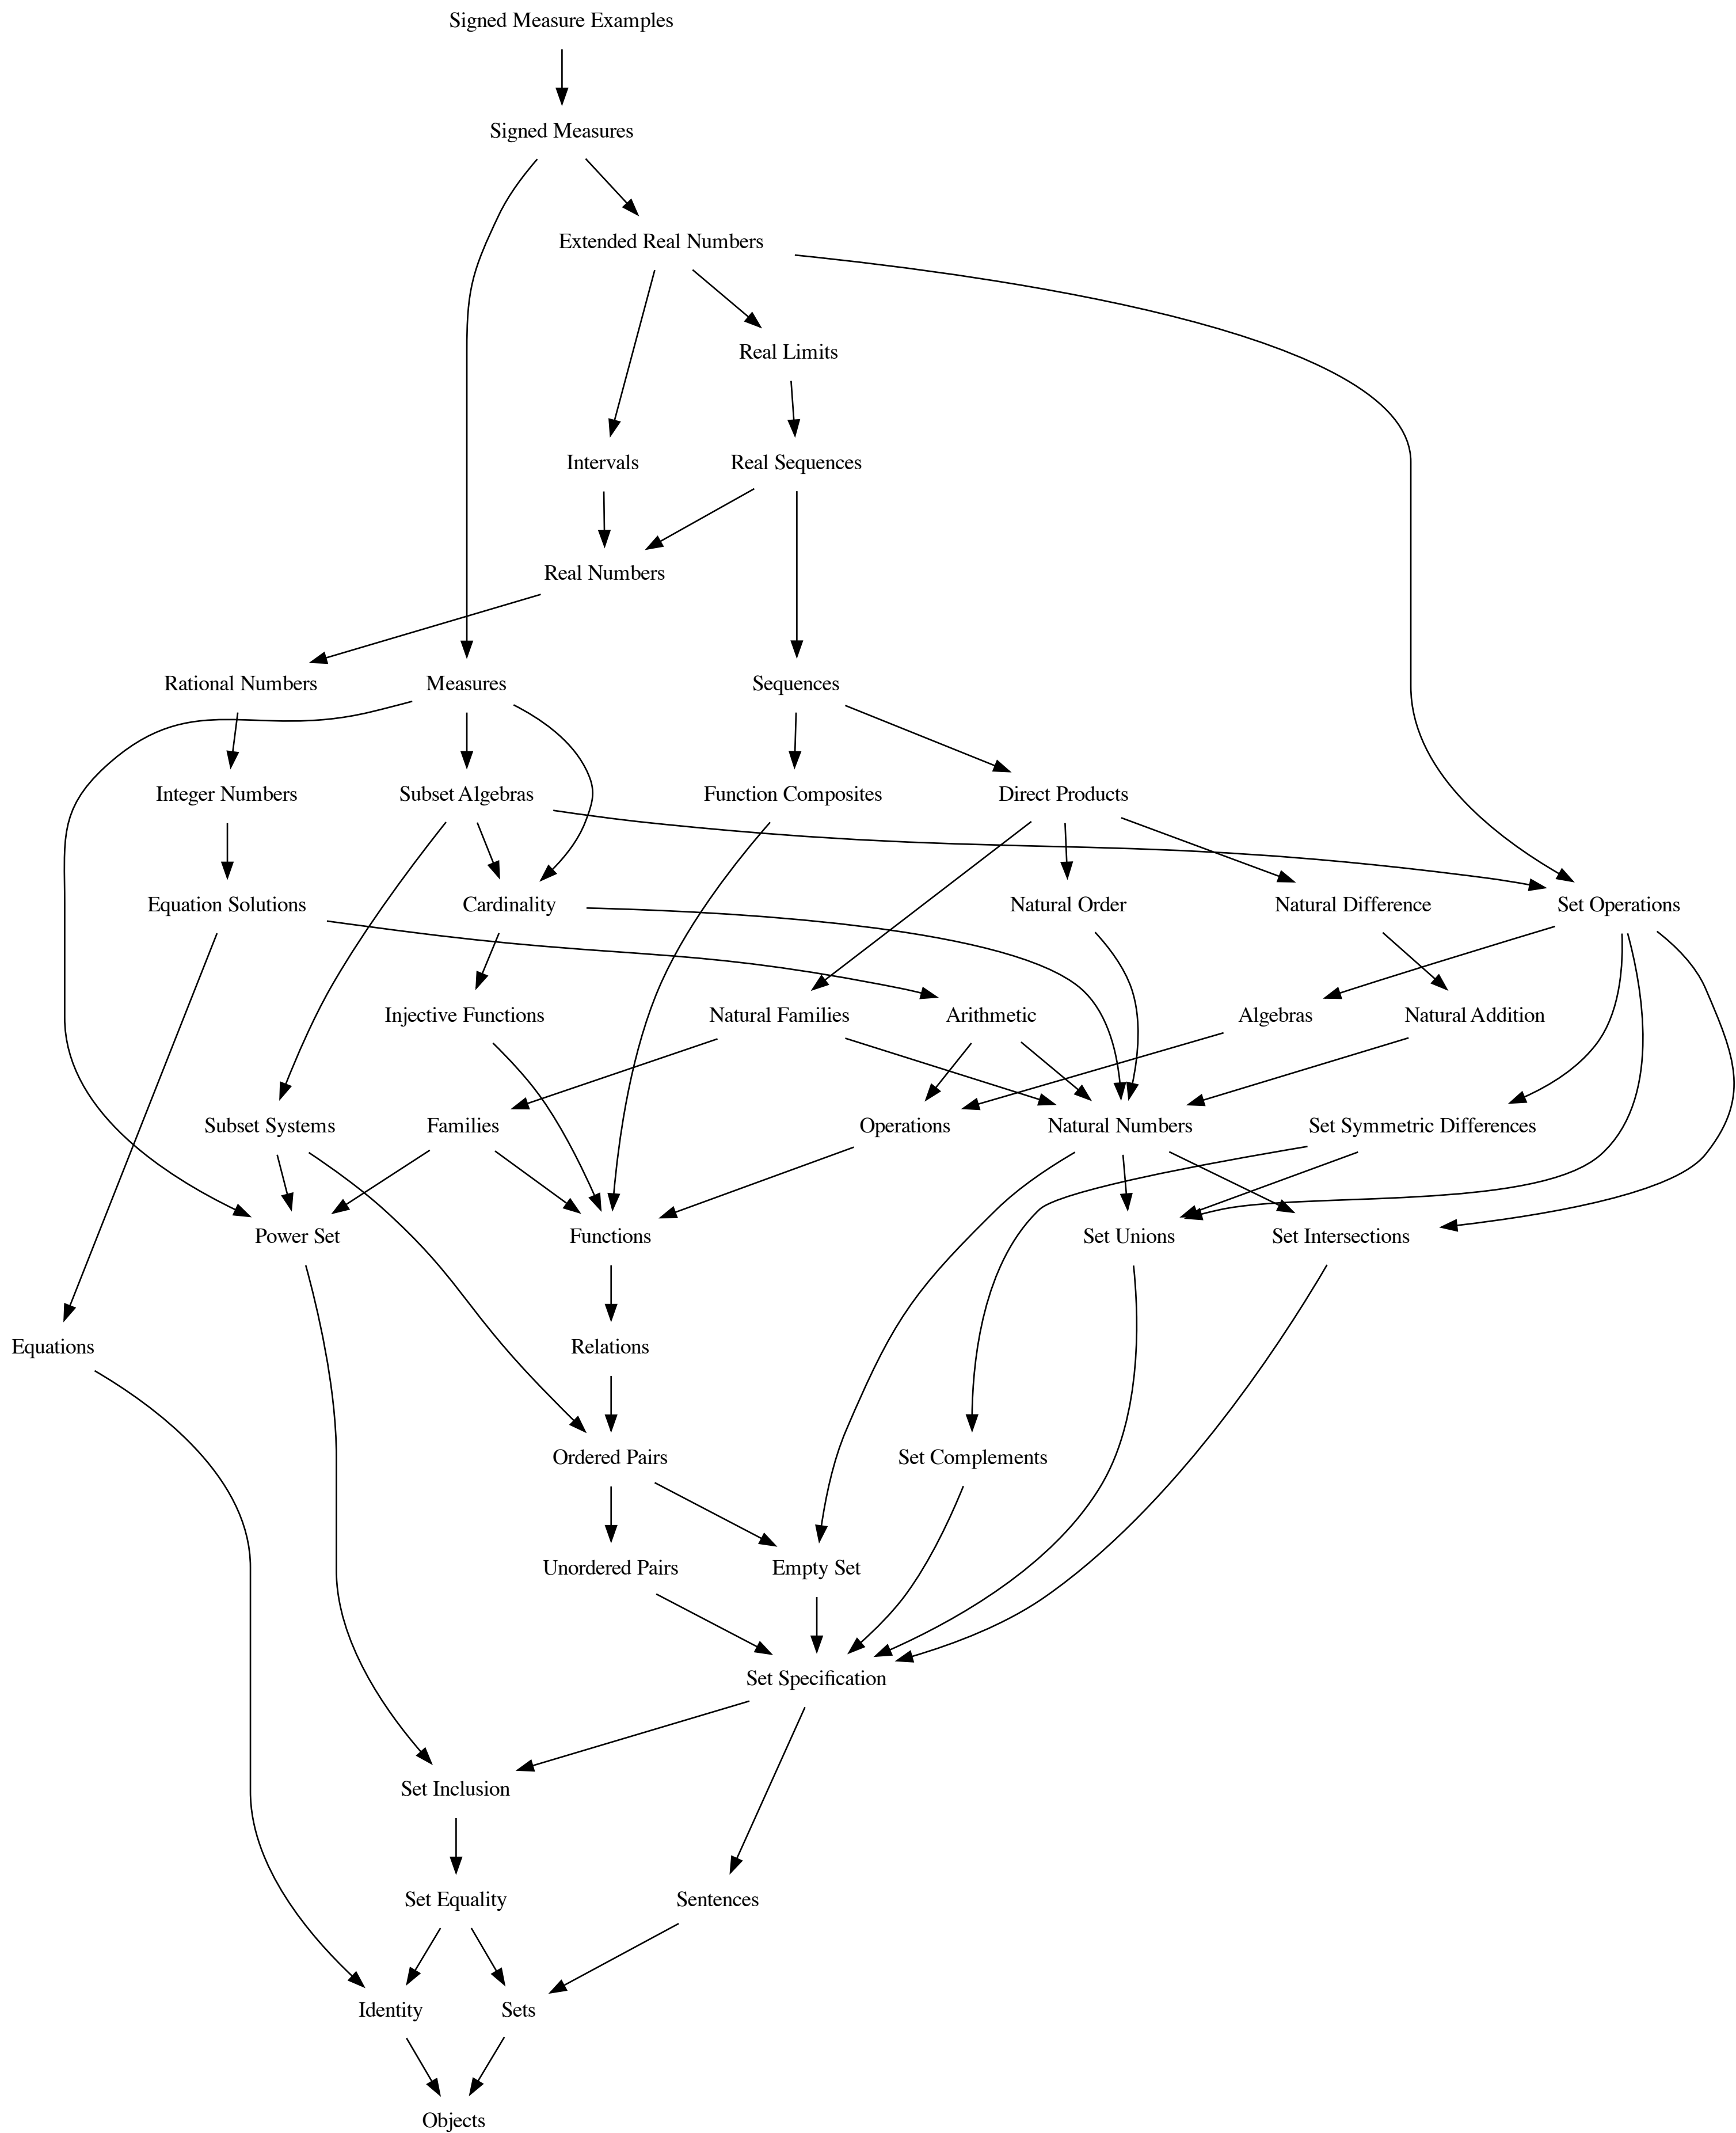 Signed Measure Examples
Signed Measures
Extended Real Numbers
Real Limits
Intervals
Real Sequences
Real Numbers
Rational Numbers
Measures
Sequences
Integer Numbers
Subset Algebras
Function Composites
Direct Products
Equation Solutions
Cardinality
Natural Order
Natural Difference
Set Operations
Injective Functions
Natural Families
Arithmetic
Algebras
Natural Addition
Subset Systems
Families
Operations
Natural Numbers
Set Symmetric Differences
Power Set
Functions
Set Unions
Set Intersections
Equations
Relations
Ordered Pairs
Set Complements
Unordered Pairs
Empty Set
Set Specification
Set Inclusion
Set Equality
Sentences
Identity
Sets
Objects